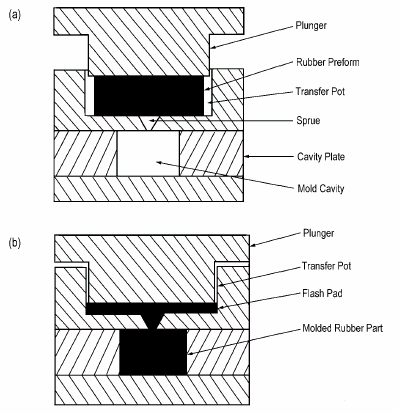 (a)
Plunger
Rubber Preform
Transfer Pot
Sprue
Cavity Plate
Mold Cavity
(b)
Plunger
Transfer Pot
Flash Pad
Molded Rubber Part